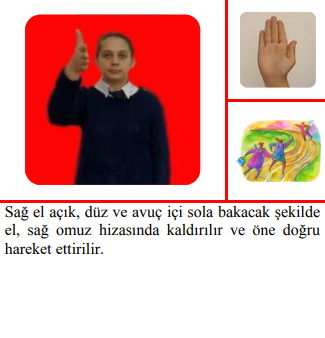 Sağ el açık, düz ve avuç içi sola bakacak şekilde
el, sağ omuz hizasında kaldırılır ve öne doğru
hareket ettirilir.